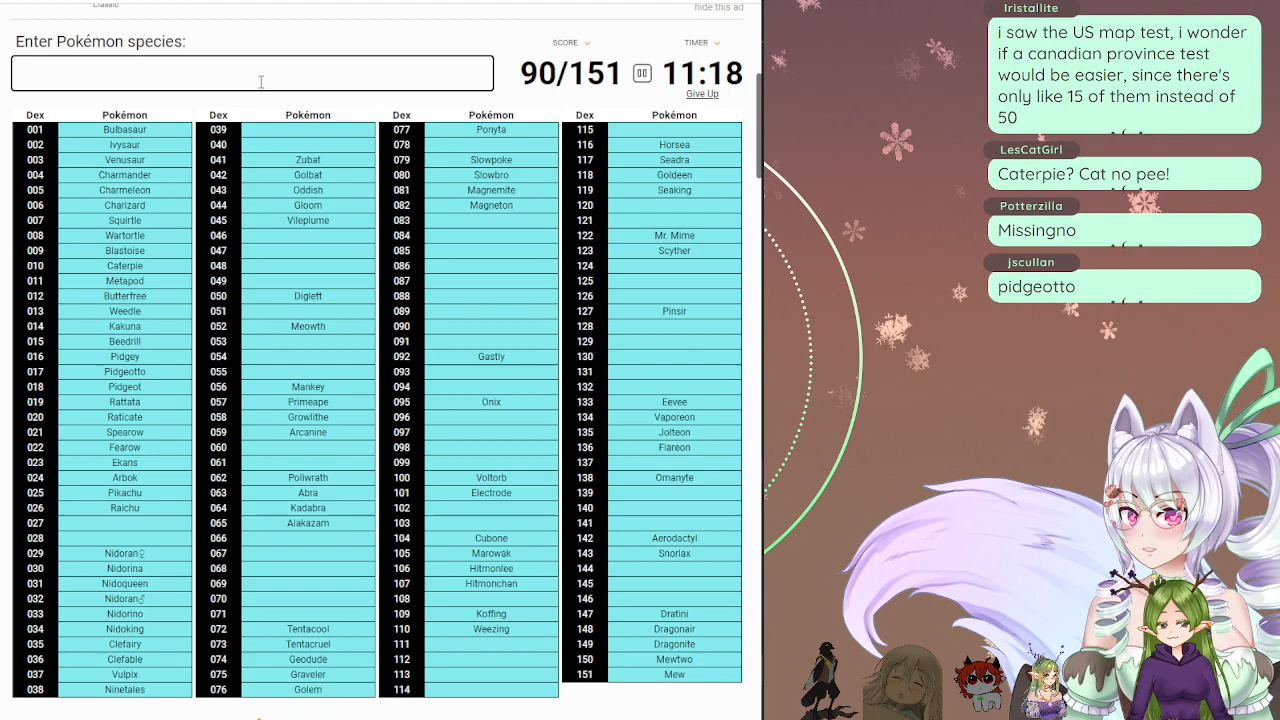 Classic
hide this ad
Enter Pokémon species:
SCORE
TIMER
90/151
11:18
Give Up
Dex Pokémon Dex Pokémon Dex Pokémon Dex Pokémon
001 Bulbasaur 039 077 Ponyta 115
002 Ivysaur 040 078 116 Horsea
003 Venusaur 041 Zubat 079 Slowpoke 117 Seadra
004 Charmander 042 Golbat 080 Slowbro 118 Goldeen
005 Charmeleon 043 Oddish 081 Magnemite 119 Seaking
006 Charizard 044 Gloom 082 Magneton 120
007 Squirtle 045 Vileplume 083 121
008 Wartortle 046 084 122 Mr. Mime
009 Blastoise 047 085 123 Scyther
010 Caterpie 048 086 124
011 Metapod 049 087 125
012 Butterfree 050 Diglett 088 126
013 Weedle 051 089 127 Pinsir
014 Kakuna 052 Meowth 090 128
015 Beedrill 053 091 129
016 Pidgey 054 092 Gastly 130
017 Pidgeotto 055 093 131
018 Pidgeot 056 Mankey 094 132
019 Rattata 057 Primeape 095 Onix 133 Eevee
020 Raticate 058 Growlithe 096 134 Vaporeon
021 Spearow 059 Arcanine 097 135 Jolteon
022 Fearow 060 098 136 Flareon
023 Ekans 061 099 137
024 Arbok 062 Poliwrath 100 Voltorb 138 Omanyte
025 Pikachu 063 Abra 101 Electrode 139
026 Raichu 064 Kadabra 102 140
027 065 Alakazam 103 141
028 066 104 Cubone 142 Aerodactyl
029 Nidoran♀ 067 105 Marowak 143 Snorlax
030 Nidorina 068 106 Hitmonlee 144
031 Nidoqueen 069 107 Hitmonchan 145
032 Nidoran♂ 070 108 146
033 Nidorino 071 109 Koffing 147 Dratini
034 Nidoking 072 Tentacool 110 Weezing 148 Dragonair
035 Clefairy 073 Tentacruel 111 149 Dragonite
036 Clefable 074 Geodude 112 150 Mewtwo
037 Vulpix 075 Graveler 113 151 Mew
038 Ninetales 076 Golem 114
Iristallite
i saw the US map test, i wonder
if a canadian province test
would be easier, since there's
only like 15 of them instead of
50
LesCatGirl
Caterpie? Cat no pee!
Potterzilla
Missingno
jscullan
pidgeotto